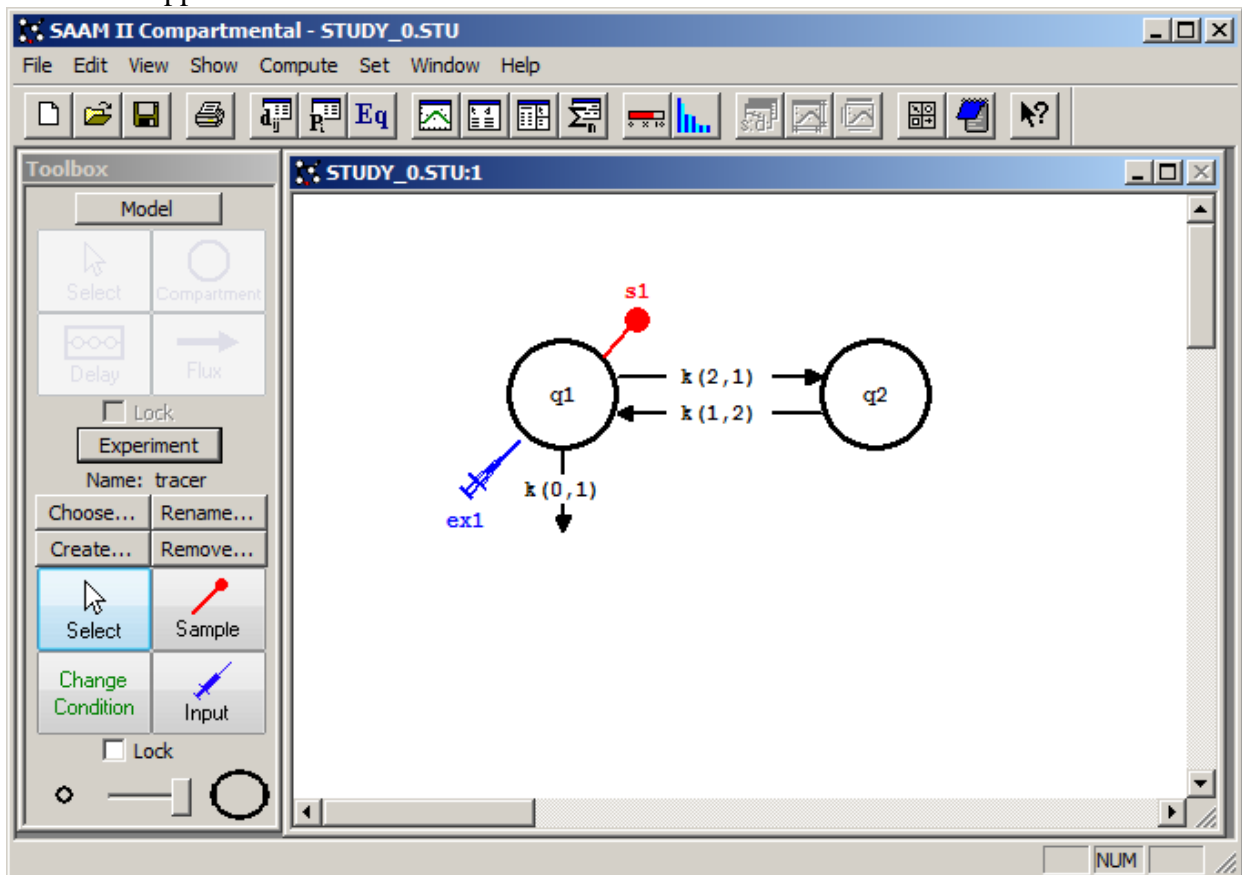 SAAM II Compartmental - STUDY_0.STU
File Edit View Show Compute Set Window Help
Eq
Toolbox
STUDY_0.STU:1
Model
Select Compartment
Delay Flux
Lock
Experiment
Name: tracer
Choose... Rename...
Create... Remove...
Select Sample
Change Condition Input
Lock
s1
q1 k(2,1) q2
k(1,2)
k(0,1)
ex1
NUM